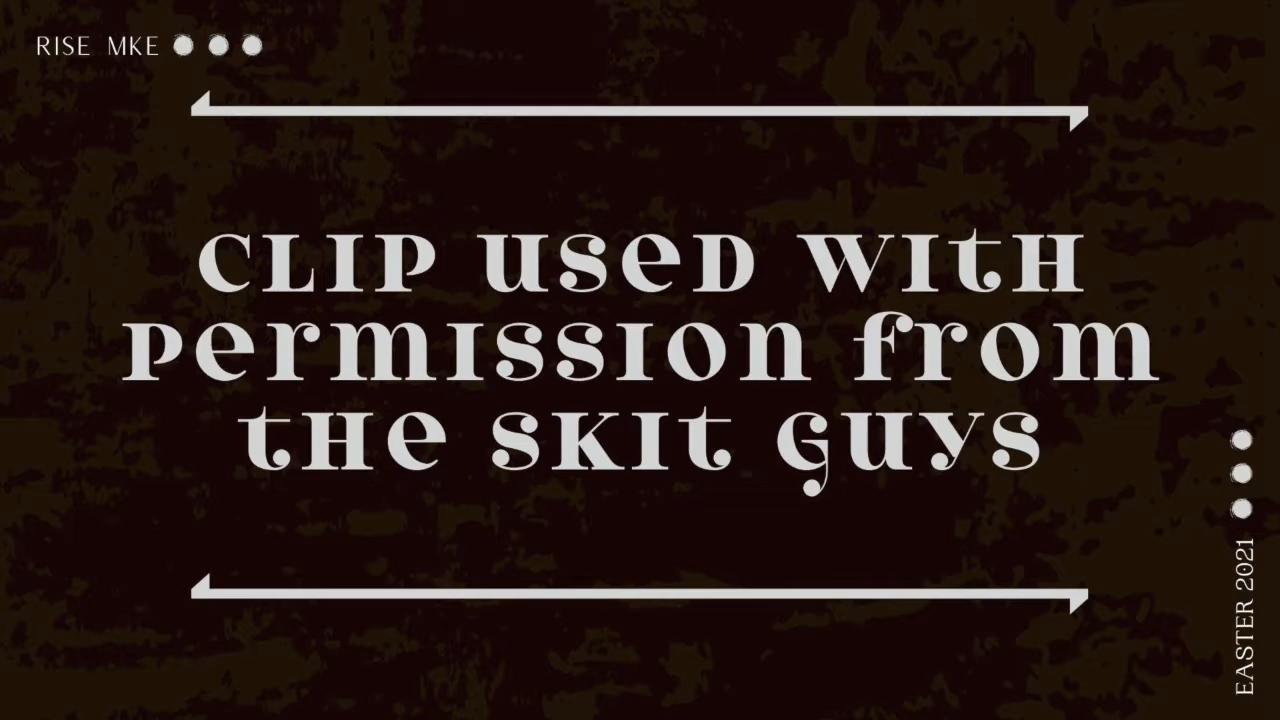 RISE MKE
CLIP USED WITH
PERMISSION FROM
THE SKIT GUYS
EASTER 2021